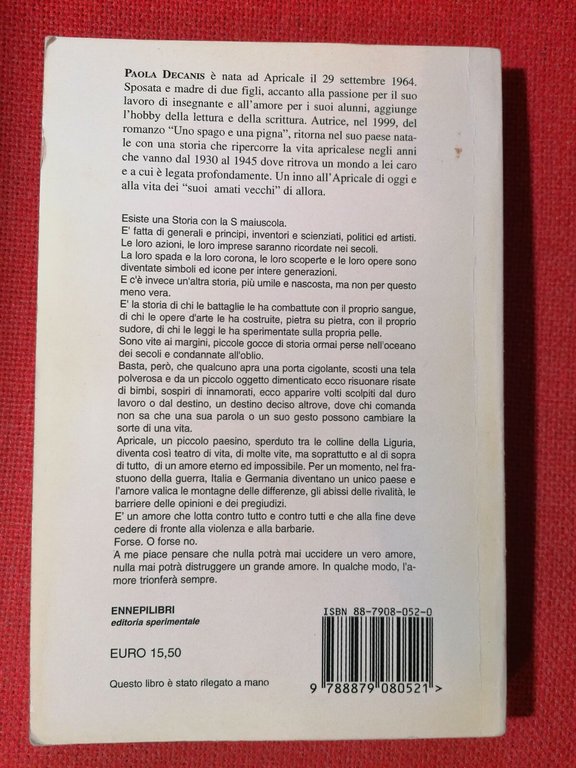 PAOLA DECANIS è nata ad Apricale il 29 settembre 1964.
Sposata e madre di due figli, accanto alla passione per il suo
lavoro di insegnante e all'amore per i suoi alunni, aggiunge
l'hobby della lettura e della scrittura. Autrice, nel 1999, del
romanzo “Uno spago e una pigna”, ritorna nel suo paese nata-
le con una storia che ripercorre la vita apricalese negli anni
che vanno dal 1930 al 1945 dove ritrova un mondo a lei caro
e a cui è legata profondamente. Un inno all'Apricale di oggi e
alla vita dei “suoi amati vecchi” di allora.
Esiste una Storia con la S maiuscola.
E' fatta di generali e principi, inventori e scienziati, politici ed artisti.
Le loro azioni, le loro imprese saranno ricordate nei secoli.
La loro spada e la loro corona, le loro scoperte e le loro opere sono
diventate simboli ed icone per intere generazioni.
E c'è invece un'altra storia, più umile e nascosta, ma non per questo
meno vera.
E' la storia di chi le battaglie le ha combattute con il proprio sangue,
di chi le opere d'arte le ha costruite, pietra su pietra, con il proprio
sudore, di chi le leggi le ha sperimentate sulla propria pelle.
Sono vite ai margini, piccole gocce di storia ormai perse nell'oceano
dei secoli e condannate all'oblio.
Basta, però, che qualcuno apra una porta cigolante, scosti una tela
polverosa e da un piccolo oggetto dimenticato ecco risuonare risate
di bimbi, sospiri di innamorati, ecco apparire volti scolpiti dal duro
lavoro o dal destino, un destino deciso altrove, dove chi comanda
non sa che una sua parola o un suo gesto possono cambiare la
sorte di una vita.
Apricale, un piccolo paesino, sperduto tra le colline della Liguria,
diventa così teatro di vita, di molte vite, ma soprattutto e al di sopra
di tutto, di un amore eterno ed impossibile. Per un momento, nel fra-
stuono della guerra, Italia e Germania diventano un unico paese e
l'amore valica le montagne delle differenze, gli abissi delle rivalità, le
barriere delle opinioni e dei pregiudizi.
E' un amore che lotta contro tutto e contro tutti e che alla fine deve
cedere di fronte alla violenza e alla barbarie.
Forse. O forse no.
A me piace pensare che nulla potrà mai uccidere un vero amore,
nulla mai potrà distruggere un grande amore. In qualche modo, l'a-
more trionferà sempre.
ENNEPILIBRI
editoria sperimentale
EURO 15,50
Questo libro è stato rilegato a mano
ISBN 88-7908-052-0
9 788879 080521 >